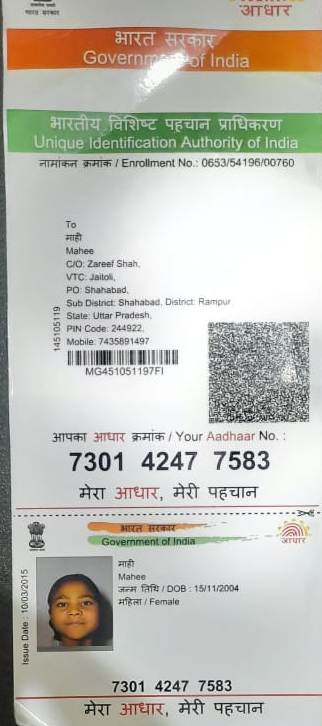 भारत सरकार
आधार
भारत सरकार
Government of India
भारतीय विशिष्ट पहचान प्राधिकरण
Unique Identification Authority of India
नामांकन क्रमांक / Enrollment No.: 0653/54196/00760
To
माही
Mahee
C/O: Zareef Shah,
VTC: Jaitoli,
PO: Shahabad,
Sub District: Shahabad, District: Rampur
State: Uttar Pradesh,
PIN Code: 244922,
Mobile: 7435891497
145105119
MG451051197FI
आपका आधार क्रमांक / Your Aadhaar No. :
7301 4247 7583
मेरा आधार, मेरी पहचान
भारत सरकार
Government of India
आधार
Issue Date : 10/03/2015
माही
Mahee
जन्म तिथि / DOB : 15/11/2004
महिला / Female
7301 4247 7583
मेरा आधार, मेरी पहचान